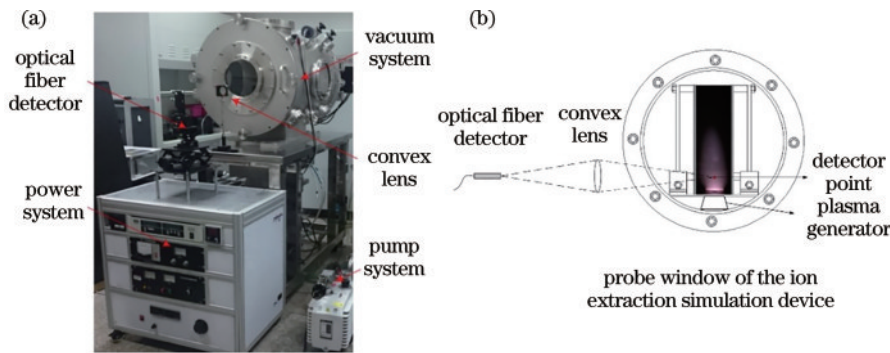 (a)
optical
fiber
detector
power
system
vacuum
system
convex
lens
pump
system
(b)
optical fiber
detector
convex
lens
detector
point
plasma
generator
probe window of the ion
extraction simulation device